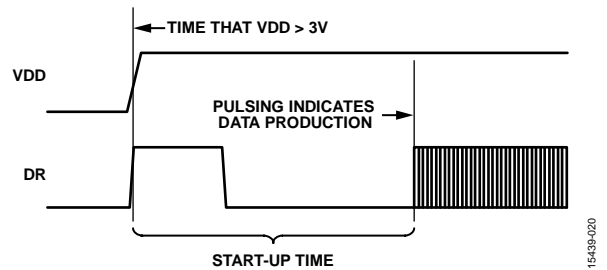 TIME THAT VDD > 3V
VDD
PULSING INDICATES
DATA PRODUCTION
DR
START-UP TIME
15439-020